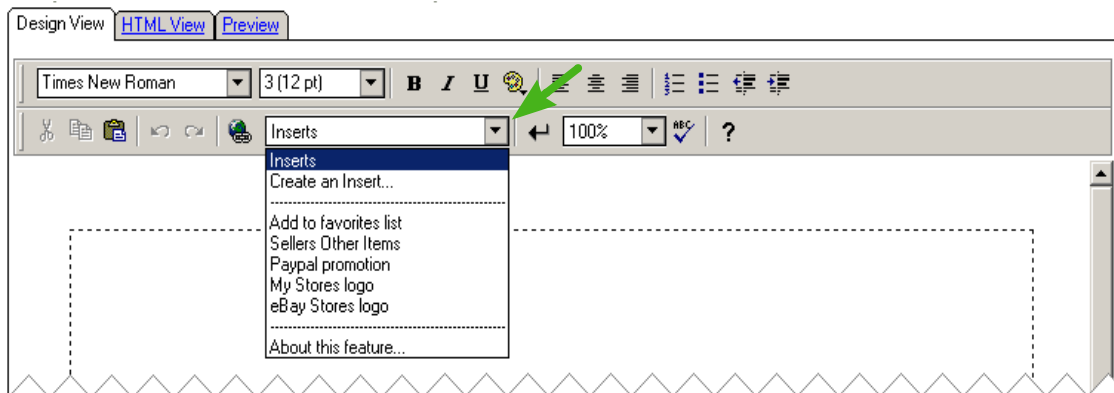 Design View HTML View Preview
Times New Roman 3 (12 pt) B I U
Inserts 100% ABC ?
Inserts
Create an Insert...
Add to favorites list
Sellers Other Items
Paypal promotion
My Stores logo
eBay Stores logo
About this feature...